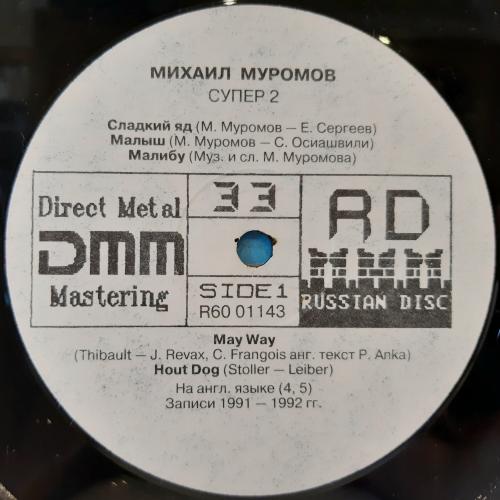 МИХАИЛ МУРОМОВ
СУПЕР 2
Сладкий яд (М. Муромов — Е. Сергеев)
Малыш (М. Муромов — С. Осиашвили)
Малибу (Муз. и сл. М. Муромова)
Direct Metal
DMM
Mastering
33
SIDE 1
R60 01143
RD
RUSSIAN DISC
May Way
(Thibault — J. Revax, C. Frangois анг. текст P. Anka)
Hout Dog (Stoller — Leiber)
На англ. языке (4, 5)
Записи 1991 — 1992 гг.